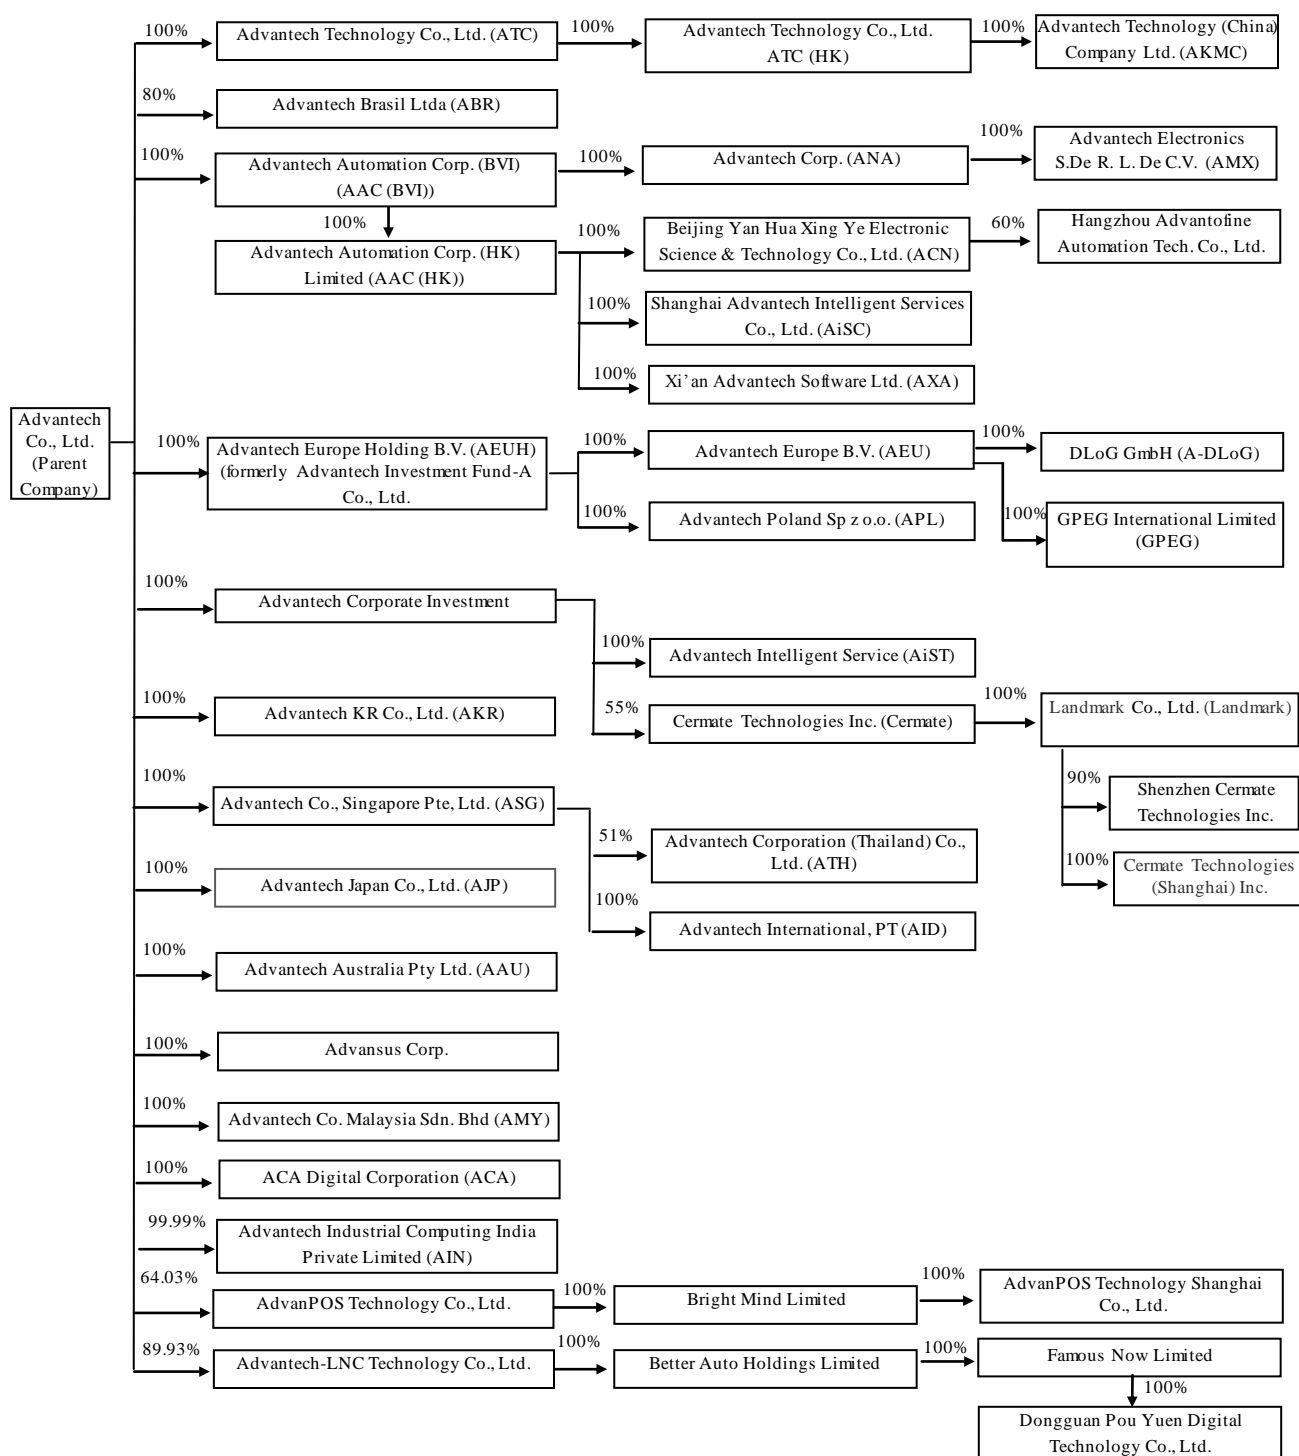 100%
Advantech Technology Co., Ltd. (ATC)
100%
Advantech Technology Co., Ltd.
ATC (HK)
100%
Advantech Technology (China)
Company Ltd. (AKMC)
80%
Advantech Brasil Ltda (ABR)
100%
Advantech Automation Corp. (BVI)
(AAC (BVI))
100%
Advantech Corp. (ANA)
100%
Advantech Electronics
S.De R. L. De C.V. (AMX)
100%
Advantech Automation Corp. (HK)
Limited (AAC (HK))
100%
Beijing Yan Hua Xing Ye Electronic
Science & Technology Co., Ltd. (ACN)
60%
Hangzhou Advantofine
Automation Tech. Co., Ltd.
100%
Shanghai Advantech Intelligent Services
Co., Ltd. (AiSC)
100%
Xi'an Advantech Software Ltd. (AXA)
Advantech
Co., Ltd.
(Parent
Company)
100%
Advantech Europe Holding B.V. (AEUH)
(formerly Advantech Investment Fund-A
Co., Ltd.
100%
Advantech Europe B.V. (AEU)
100%
DLoG GmbH (A-DLoG)
100%
Advantech Poland Sp z o.o. (APL)
100%
GPEG International Limited
(GPEG)
100%
Advantech Corporate Investment
100%
Advantech Intelligent Service (AiST)
100%
Advantech KR Co., Ltd. (AKR)
55%
Cermate Technologies Inc. (Cermate)
100%
Landmark Co., Ltd. (Landmark)
90%
Shenzhen Cermate
Technologies Inc.
100%
Cermate Technologies
(Shanghai) Inc.
100%
Advantech Co., Singapore Pte, Ltd. (ASG)
51%
Advantech Corporation (Thailand) Co.,
Ltd. (ATH)
100%
Advantech Japan Co., Ltd. (AJP)
100%
Advantech International, PT (AID)
100%
Advantech Australia Pty Ltd. (AAU)
100%
Advansus Corp.
100%
Advantech Co. Malaysia Sdn. Bhd (AMY)
100%
ACA Digital Corporation (ACA)
99.99%
Advantech Industrial Computing India
Private Limited (AIN)
64.03%
AdvanPOS Technology Co., Ltd.
100%
Bright Mind Limited
100%
AdvanPOS Technology Shanghai
Co., Ltd.
89.93%
Advantech-LNC Technology Co., Ltd.
100%
Better Auto Holdings Limited
100%
Famous Now Limited
100%
Dongguan Pou Yuen Digital
Technology Co., Ltd.